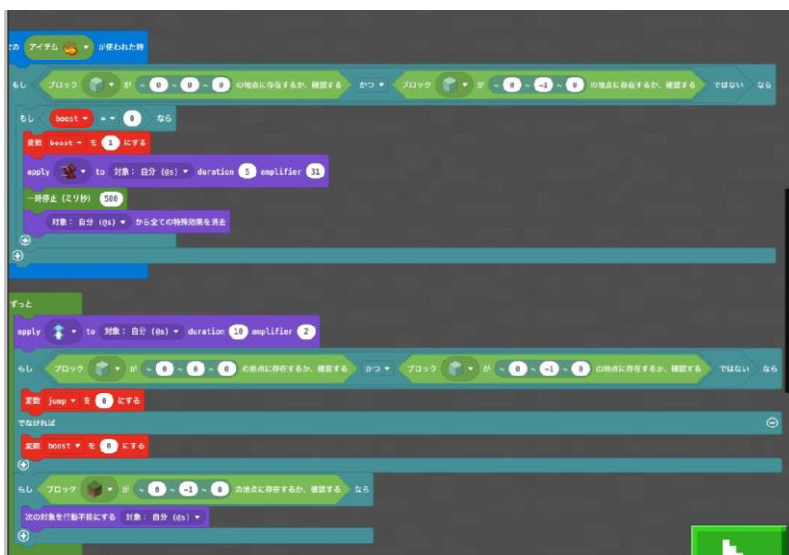 アイテム が使われた時
もし ブロック が ~ 0 ~ 0 ~ 0 の地点に存在するか、確認する かつ ブロック が ~ 0 ~ -1 ~ 0 の地点に存在するか、確認する ではない なら
もし boost = 0 なら
変数 boost を 1 にする
apply to 対象: 自分 (@s) duration 5 amplifier 31
一時停止 (ミリ秒) 500
対象: 自分 (@s) から全ての特殊効果を消去
ずっと
apply to 対象: 自分 (@s) duration 10 amplifier 2
もし ブロック が ~ 0 ~ 0 ~ 0 の地点に存在するか、確認する かつ ブロック が ~ 0 ~ -1 ~ 0 の地点に存在するか、確認する ではない なら
変数 jump を 0 にする
でなければ
変数 boost を 0 にする
もし ブロック が ~ 0 ~ -1 ~ 0 の地点に存在するか、確認する なら
次の対象を行動不能にする 対象: 自分 (@s)